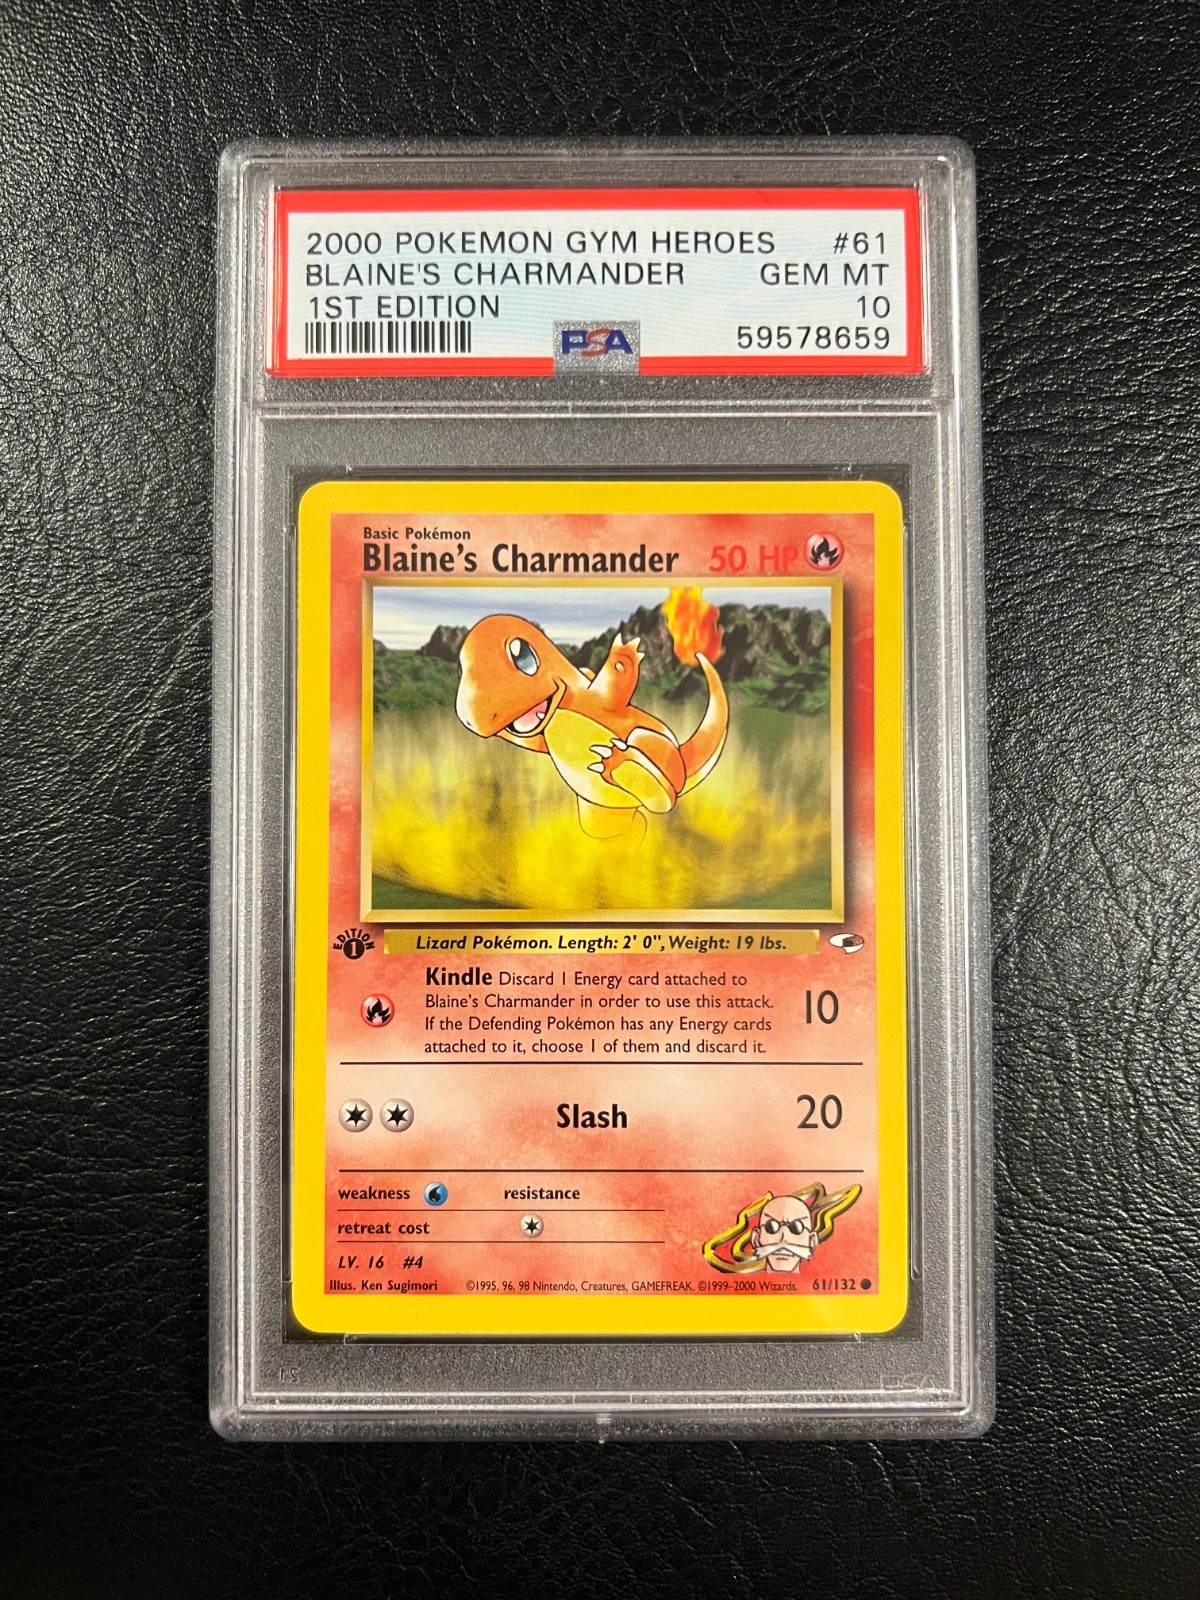 2000 POKEMON GYM HEROES #61
BLAINE'S CHARMANDER GEM MT
1ST EDITION 10
PSA 59578659
Basic Pokémon
Blaine's Charmander 50 HP
EDITION
1
Lizard Pokémon. Length: 2' 0", Weight: 19 lbs.
Kindle Discard 1 Energy card attached to
Blaine's Charmander in order to use this attack.
If the Defending Pokémon has any Energy cards
attached to it, choose 1 of them and discard it.
10
Slash 20
weakness resistance
retreat cost
LV. 16 #4
Illus. Ken Sugimori ©1995, 96, 98 Nintendo, Creatures, GAMEFREAK. ©1999–2000 Wizards. 61/132
PSA